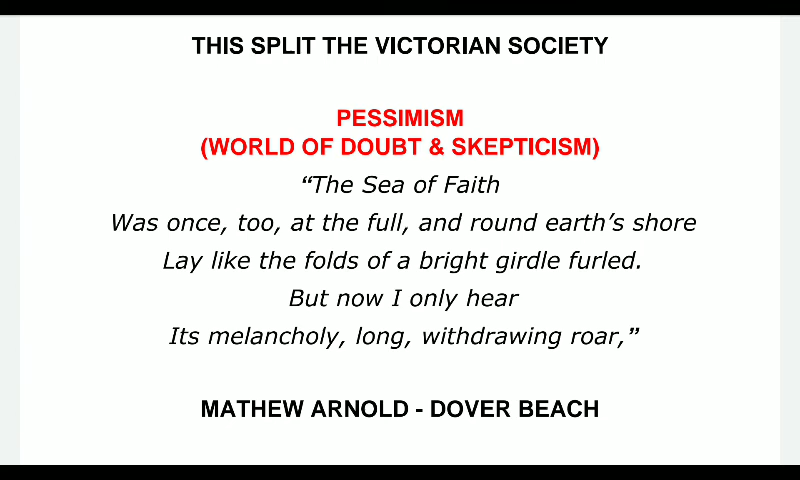 THIS SPLIT THE VICTORIAN SOCIETY
PESSIMISM
(WORLD OF DOUBT & SKEPTICISM)
“The Sea of Faith
Was once, too, at the full, and round earth’s shore
Lay like the folds of a bright girdle furled.
But now I only hear
Its melancholy, long, withdrawing roar,”
MATHEW ARNOLD - DOVER BEACH